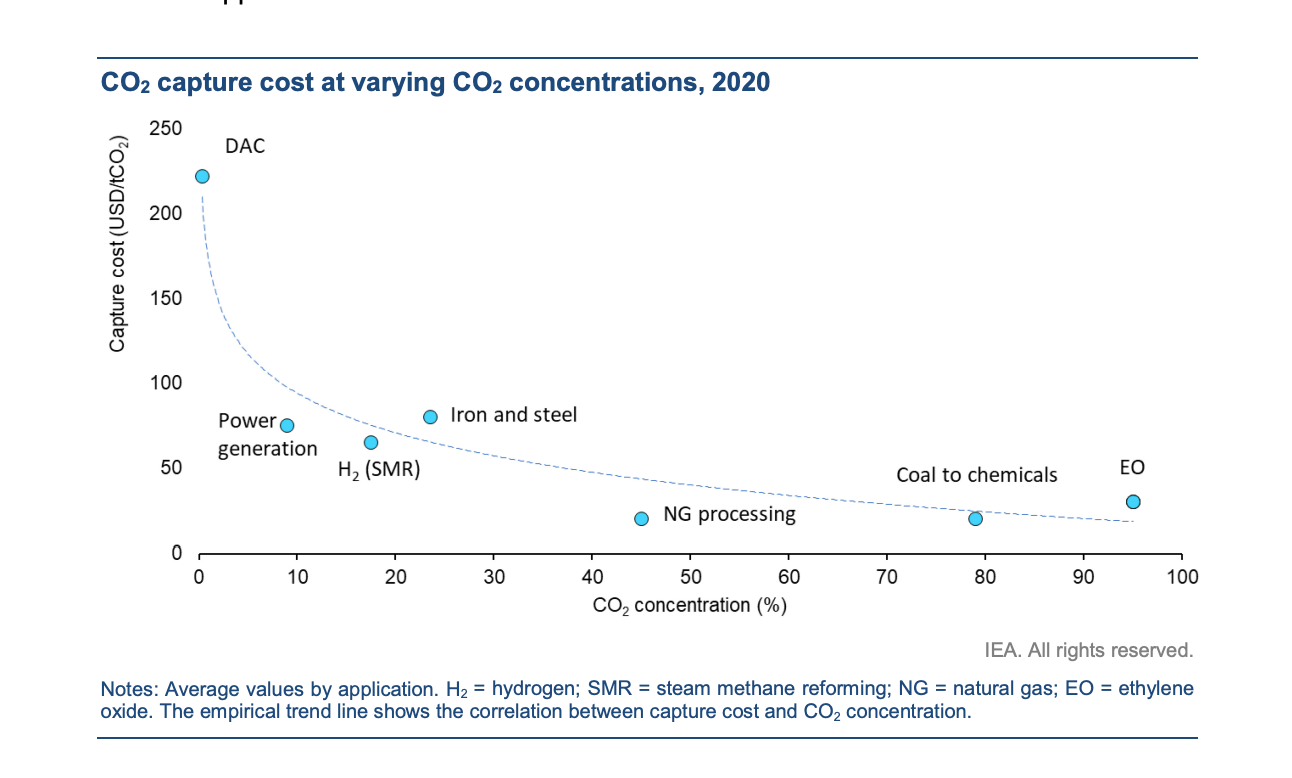 CO₂ capture cost at varying CO₂ concentrations, 2020
Capture cost (USD/tCO₂)
250
200
150
100
50
0
DAC
Power
generation
H₂ (SMR)
Iron and steel
NG processing
Coal to chemicals
EO
0 10 20 30 40 50 60 70 80 90 100
CO₂ concentration (%)
IEA. All rights reserved.
Notes: Average values by application. H₂ = hydrogen; SMR = steam methane reforming; NG = natural gas; EO = ethylene
oxide. The empirical trend line shows the correlation between capture cost and CO₂ concentration.